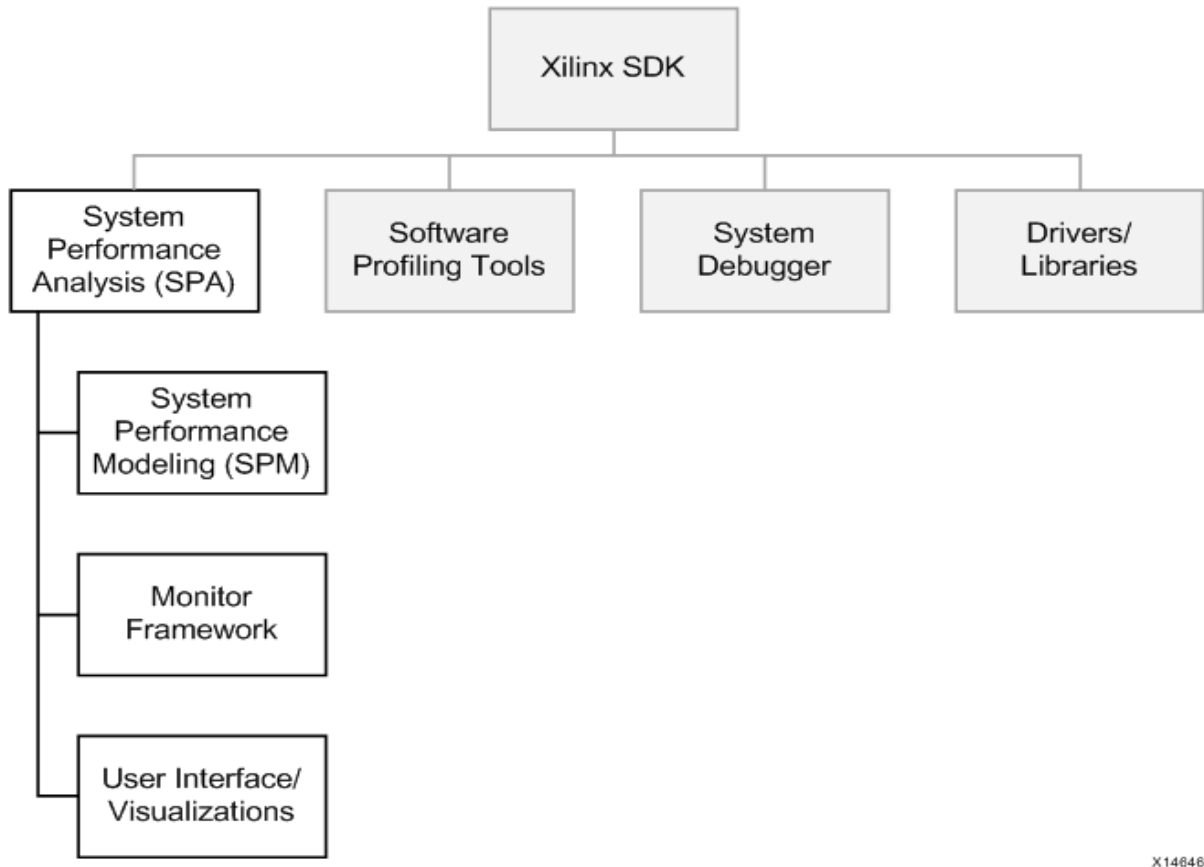 Xilinx SDK
System
Performance
Analysis (SPA)
Software
Profiling Tools
System
Debugger
Drivers/
Libraries
System
Performance
Modeling (SPM)
Monitor
Framework
User Interface/
Visualizations
X14646